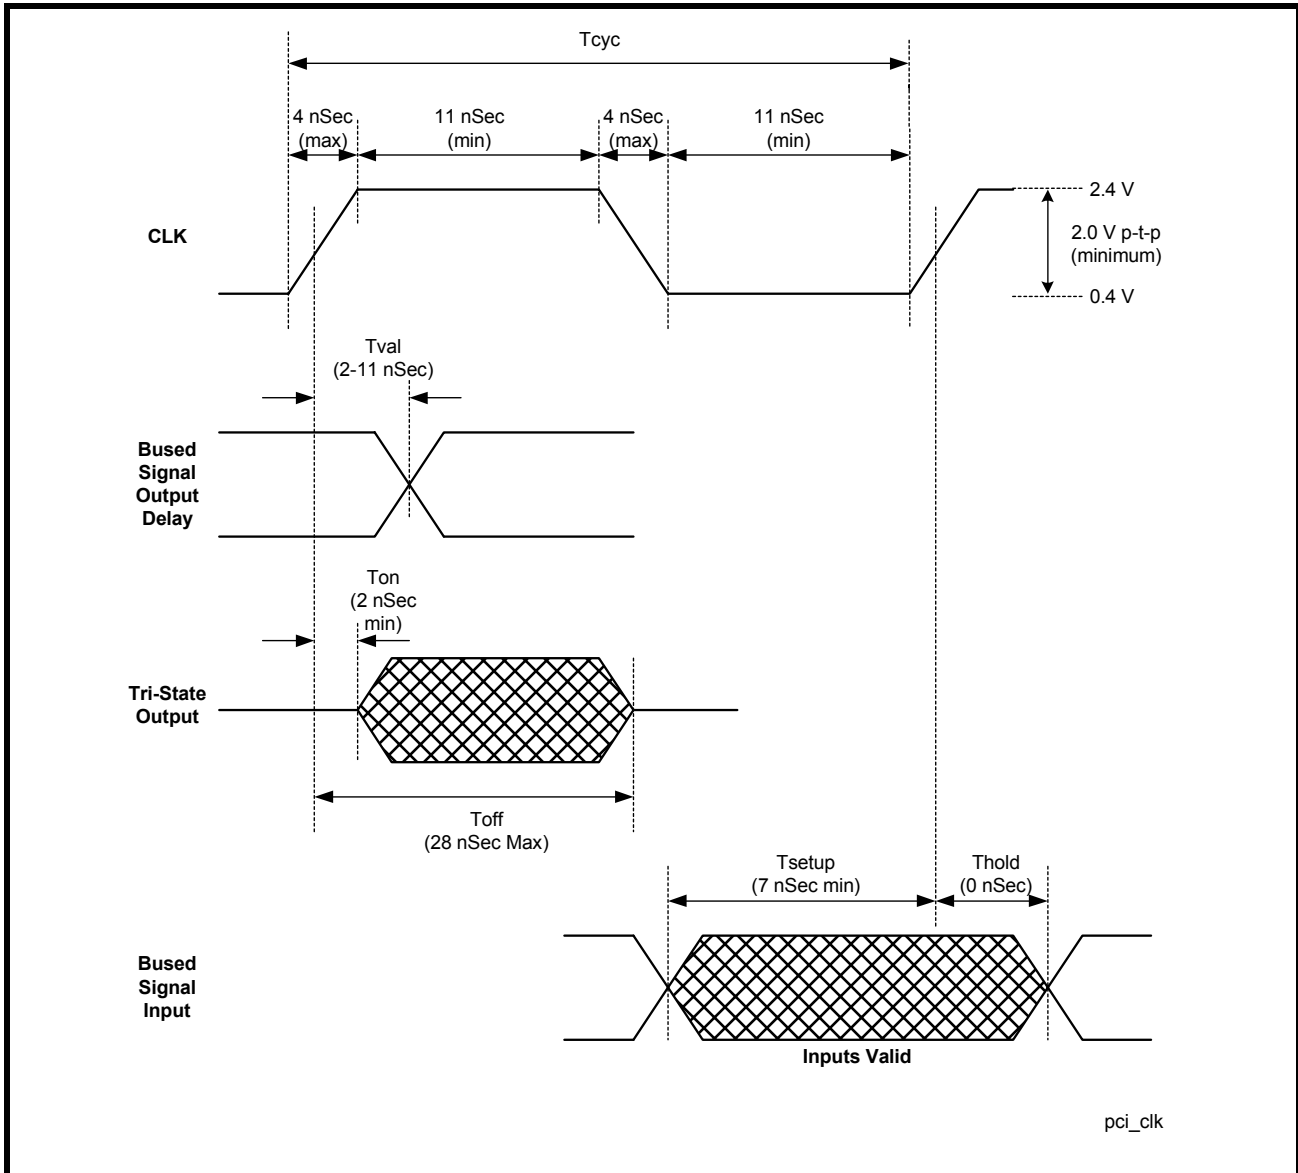 Tcyc
4 nSec
(max)
11 nSec
(min)
4 nSec
(max)
11 nSec
(min)
CLK
2.4 V
2.0 V p-t-p
(minimum)
0.4 V
Tval
(2-11 nSec)
Bused
Signal
Output
Delay
Ton
(2 nSec
min)
Tri-State
Output
Toff
(28 nSec Max)
Tsetup
(7 nSec min)
Thold
(0 nSec)
Bused
Signal
Input
Inputs Valid
pci_clk